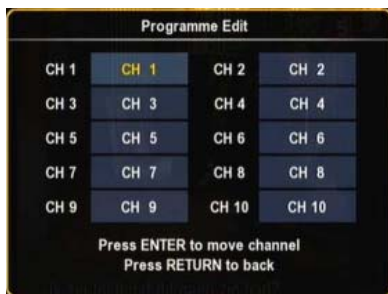 Programme Edit
CH 1 CH 1 CH 2 CH 2
CH 3 CH 3 CH 4 CH 4
CH 5 CH 5 CH 6 CH 6
CH 7 CH 7 CH 8 CH 8
CH 9 CH 9 CH 10 CH 10
Press ENTER to move channel
Press RETURN to back